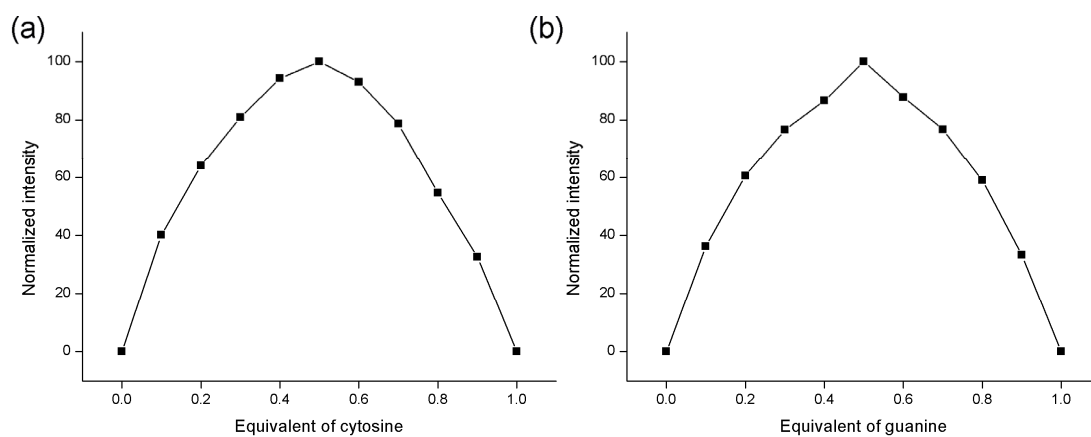 (a)
100
80
60
40
20
0
Normalized intensity
0.0 0.2 0.4 0.6 0.8 1.0
Equivalent of cytosine
(b)
100
80
60
40
20
0
Normalized intensity
0.0 0.2 0.4 0.6 0.8 1.0
Equivalent of guanine